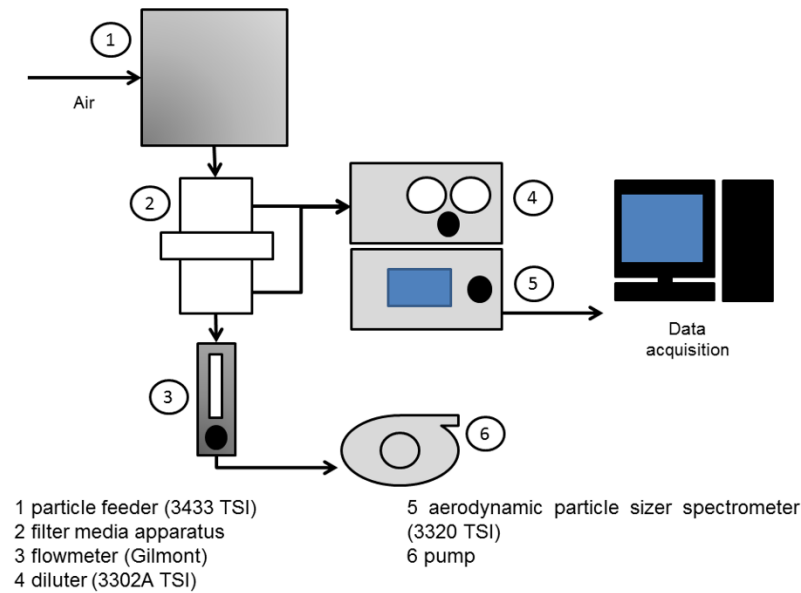 1
Air
2
4
5
Data
acquisition
3
6
1 particle feeder (3433 TSI)
2 filter media apparatus
3 flowmeter (Gilmont)
4 diluter (3302A TSI)
5 aerodynamic particle sizer spectrometer
(3320 TSI)
6 pump